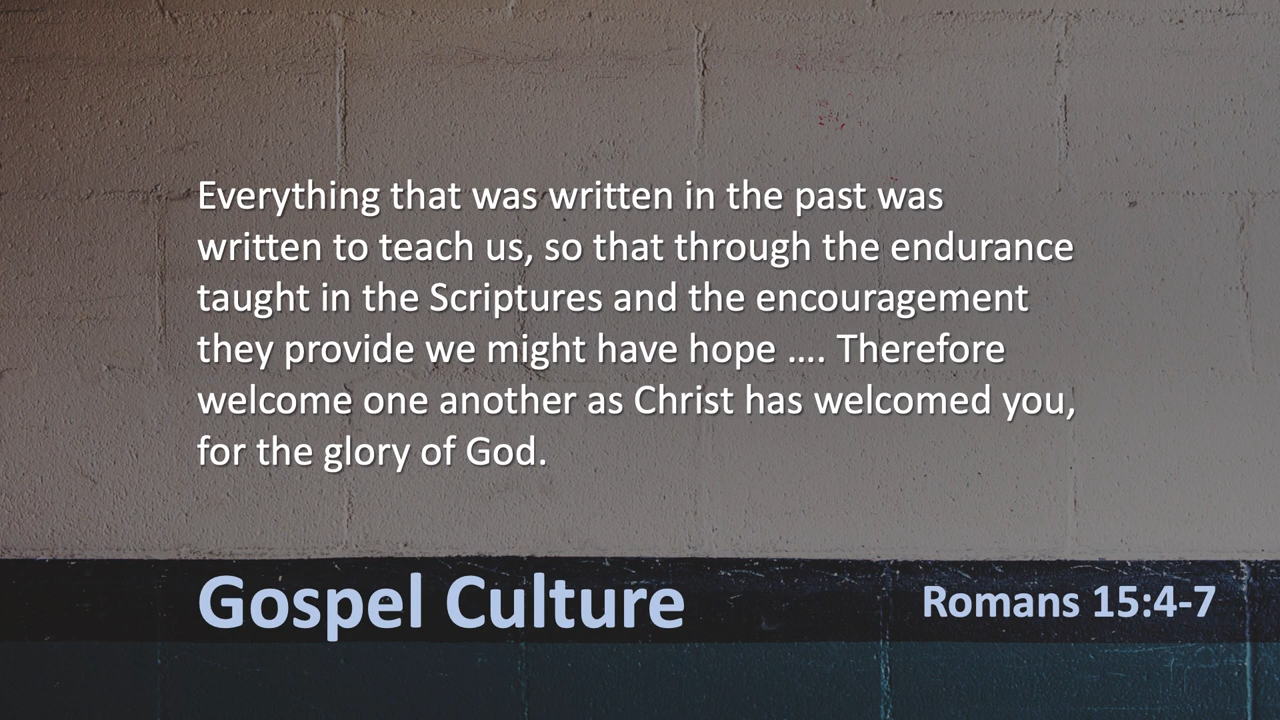 Everything that was written in the past was
written to teach us, so that through the endurance
taught in the Scriptures and the encouragement
they provide we might have hope .... Therefore
welcome one another as Christ has welcomed you,
for the glory of God.
Gospel Culture
Romans 15:4-7